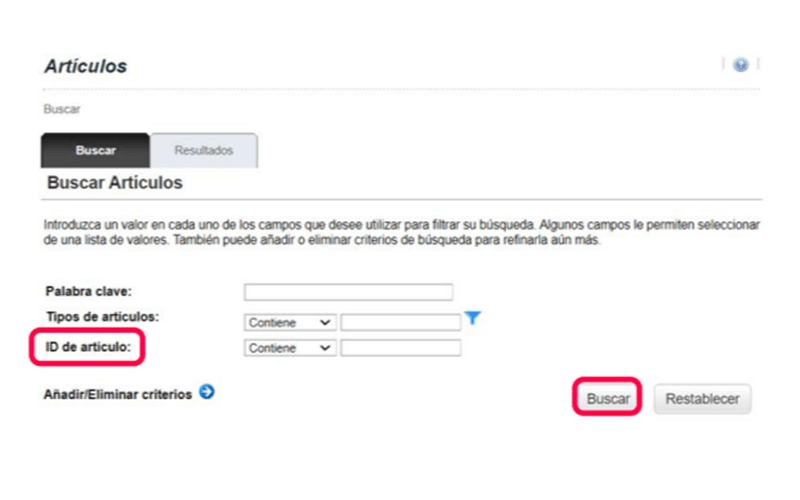 Artículos
Buscar
Buscar
Resultados
Buscar Artículos
Introduzca un valor en cada uno de los campos que desee utilizar para filtrar su búsqueda. Algunos campos le permiten seleccionar
de una lista de valores. También puede añadir o eliminar criterios de búsqueda para refinarla aún más.
Palabra clave:
Tipos de artículos:
Contiene
ID de artículo:
Contiene
Añadir/Eliminar criterios
Buscar
Restablecer